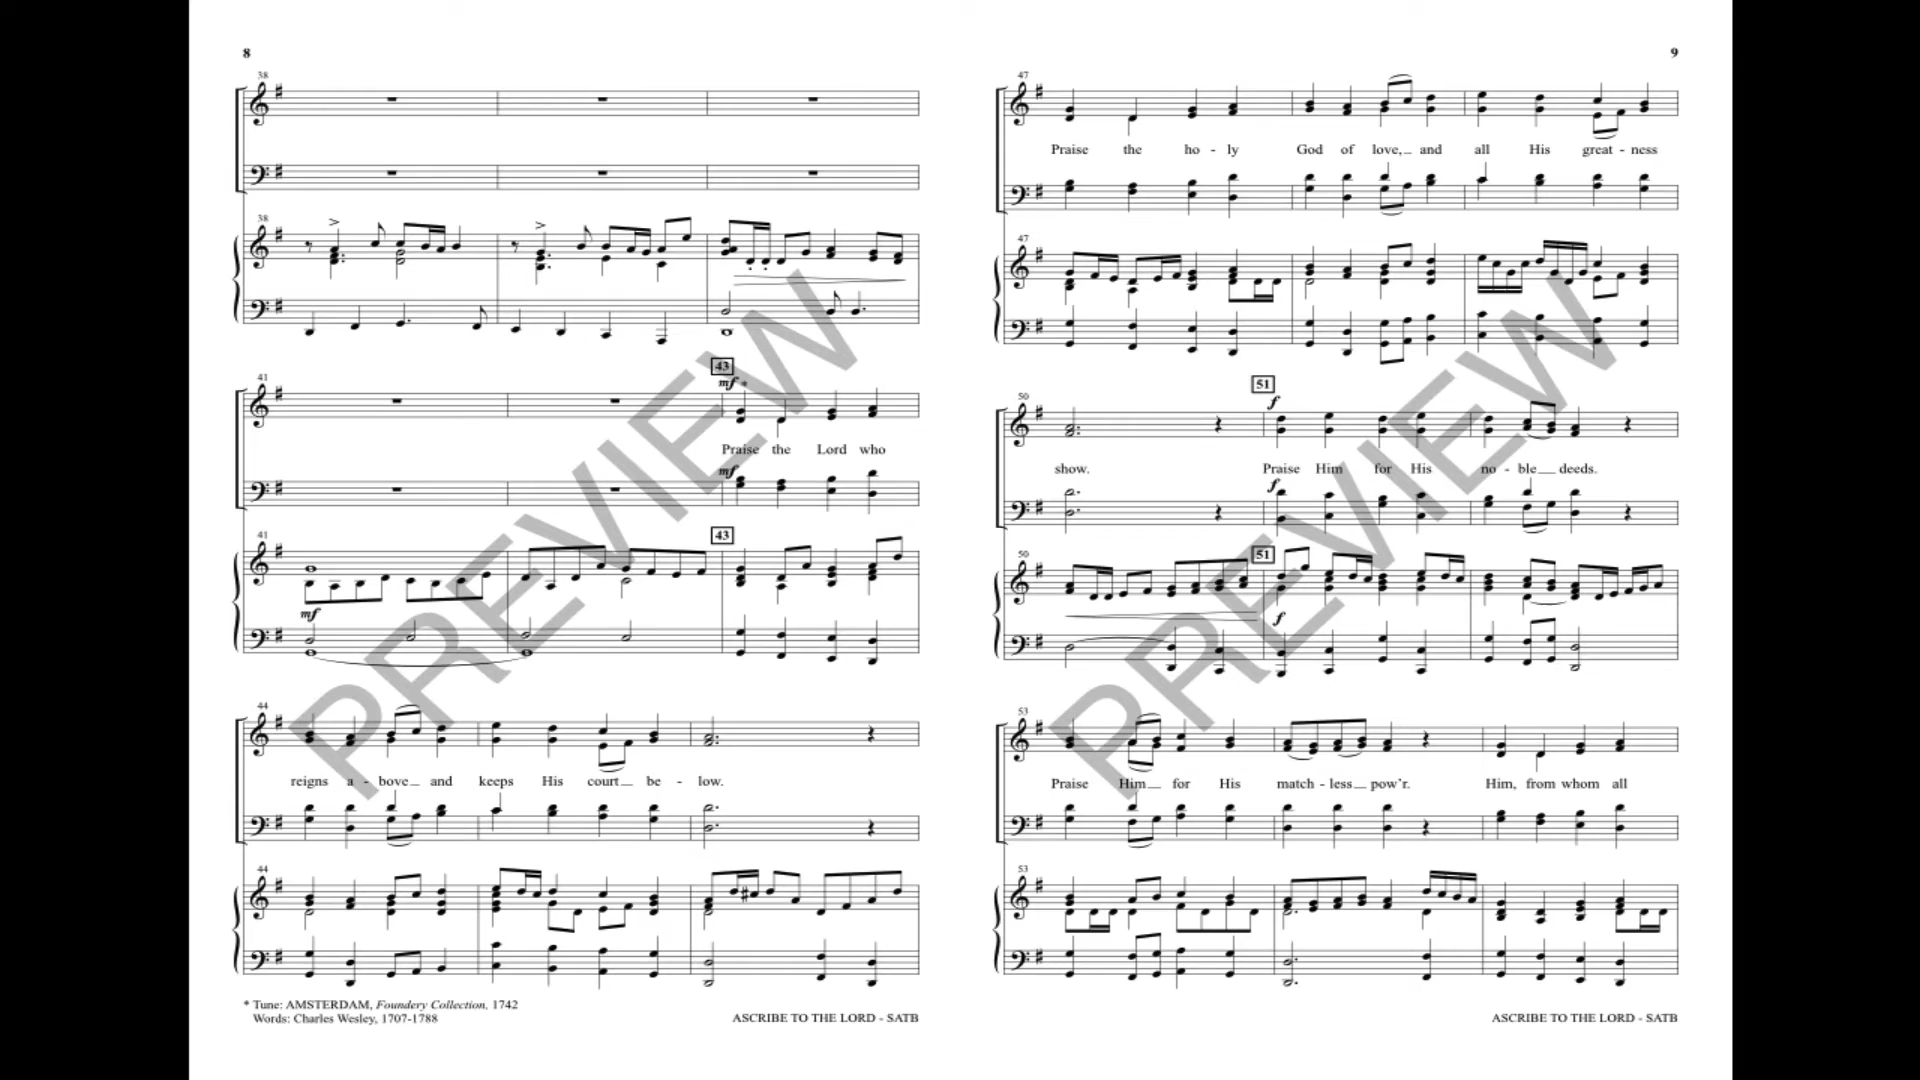 8
38
38
41
43
mf *
Praise the Lord who
mf
41
43
mf
44
reigns a - bove and keeps His court be - low.
44
* Tune: AMSTERDAM, Foundery Collection, 1742
Words: Charles Wesley, 1707-1788
ASCRIBE TO THE LORD - SATB
9
47
Praise the ho - ly God of love, and all His great - ness
47
50
51
f
show. Praise Him for His no - ble deeds.
f
50
51
f
53
Praise Him for His match - less pow'r. Him, from whom all
53
ASCRIBE TO THE LORD - SATB
PREVIEW
PREVIEW